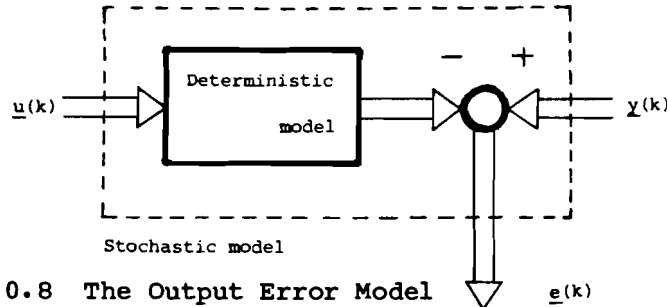 − +
Deterministic
model
u(k)
y(k)
Stochastic model
0.8 The Output Error Model
e(k)